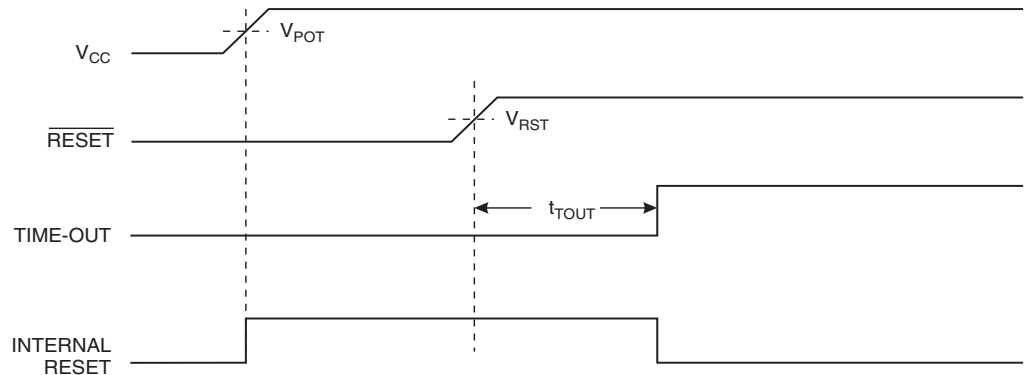 V_CC
V_POT
RESET
V_RST
TIME-OUT
t_TOUT
INTERNAL
RESET